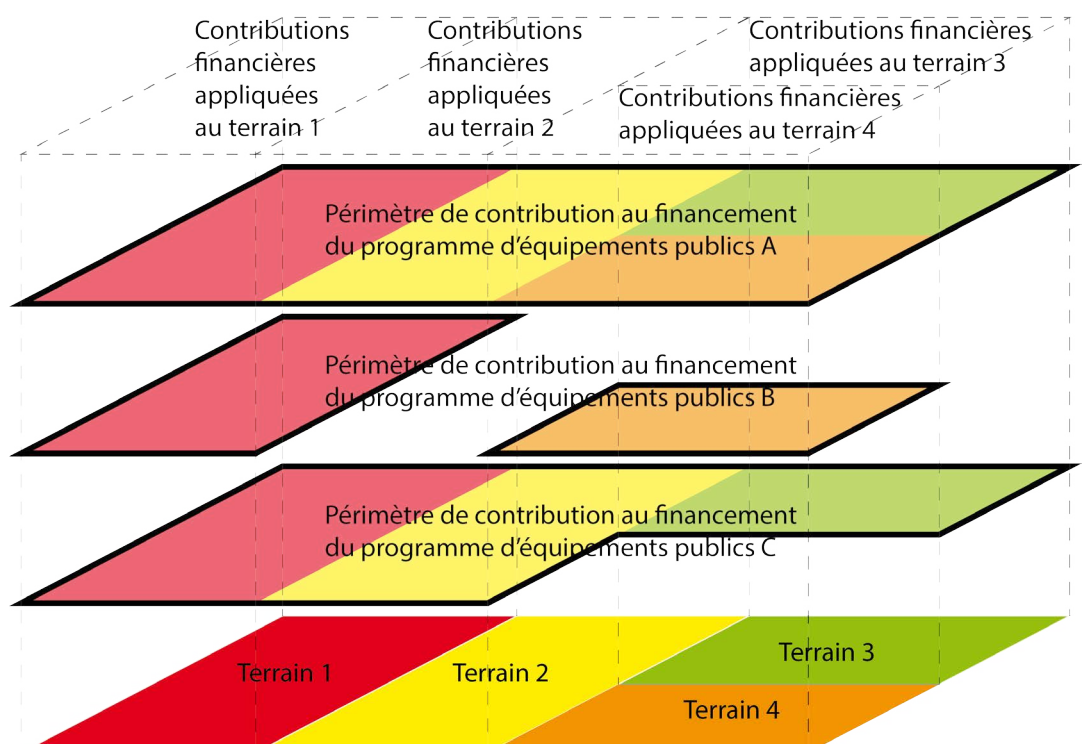 Contributions
financières
appliquées
au terrain 1
Contributions
financières
appliquées
au terrain 2
Contributions financières
appliquées au terrain 3
Contributions financières
appliquées au terrain 4
Périmètre de contribution au financement
du programme d'équipements publics A
Périmètre de contribution au financement
du programme d'équipements publics B
Périmètre de contribution au financement
du programme d'équipements publics C
Terrain 1
Terrain 2
Terrain 3
Terrain 4